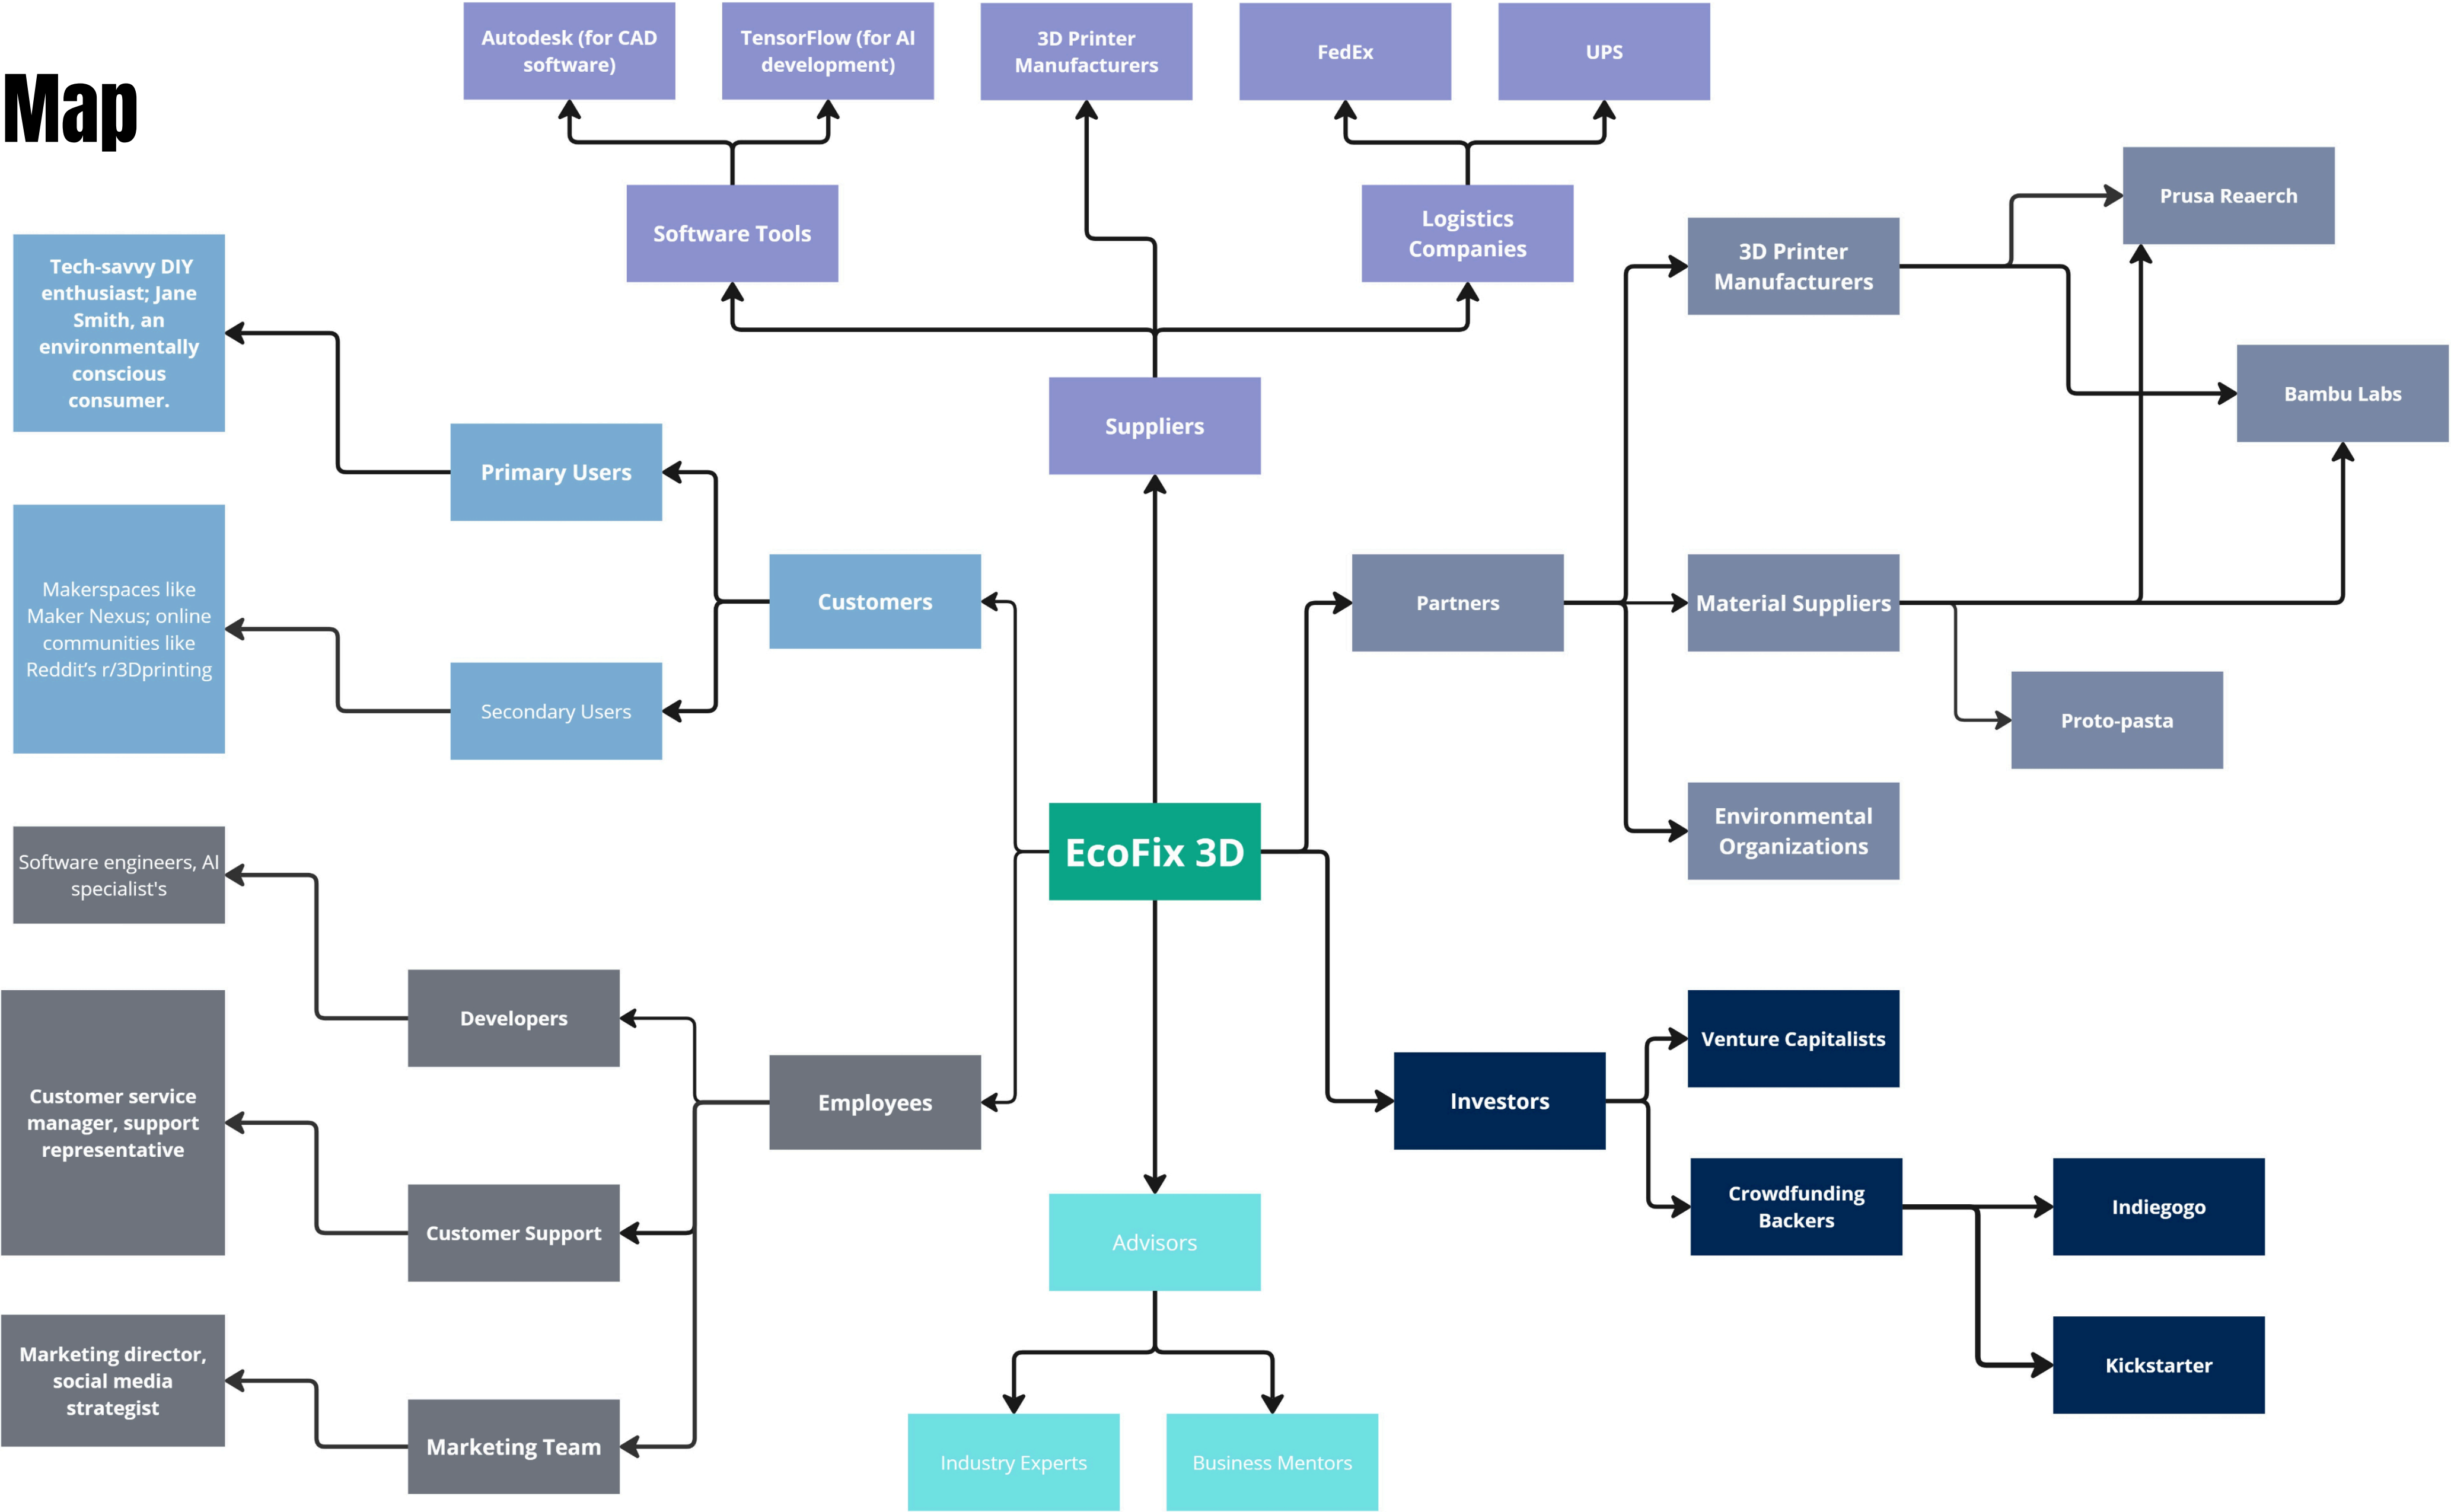 Map
Autodesk (for CAD
software)
TensorFlow (for AI
development)
3D Printer
Manufacturers
FedEx
UPS
Software Tools
Logistics
Companies
Suppliers
Tech-savvy DIY
enthusiast; Jane
Smith, an
environmentally
conscious
consumer.
Primary Users
Makerspaces like
Maker Nexus; online
communities like
Reddit’s r/3Dprinting
Secondary Users
Customers
3D Printer
Manufacturers
Prusa Reaerch
Bambu Labs
Partners
Material Suppliers
Proto-pasta
Environmental
Organizations
EcoFix 3D
Software engineers, AI
specialist's
Developers
Customer service
manager, support
representative
Customer Support
Employees
Marketing director,
social media
strategist
Marketing Team
Advisors
Industry Experts
Business Mentors
Investors
Venture Capitalists
Crowdfunding
Backers
Indiegogo
Kickstarter